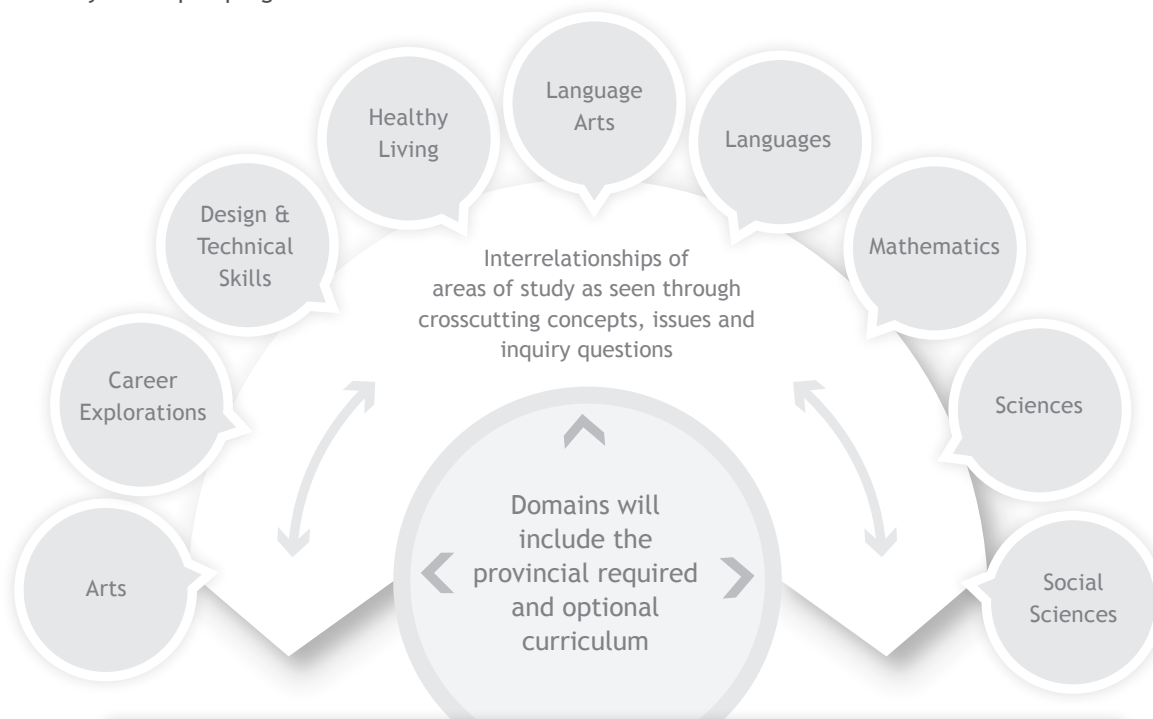 Language
Arts
Healthy
Living
Languages
Design &
Technical
Skills
Mathematics
Interrelationships of
areas of study as seen through
crosscutting concepts, issues and
inquiry questions
Career
Explorations
Sciences
Domains will
include the
provincial required
and optional
curriculum
Arts
Social
Sciences